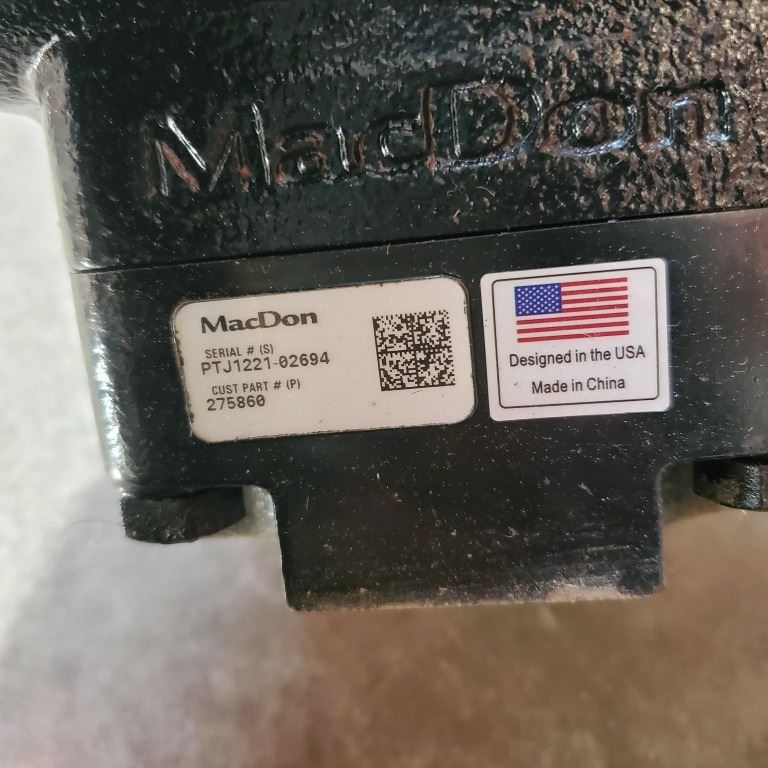 MacDon
MacDon
SERIAL # (S)
PTJ1221-02694
CUST PART # (P)
275860
Designed in the USA
Made in China